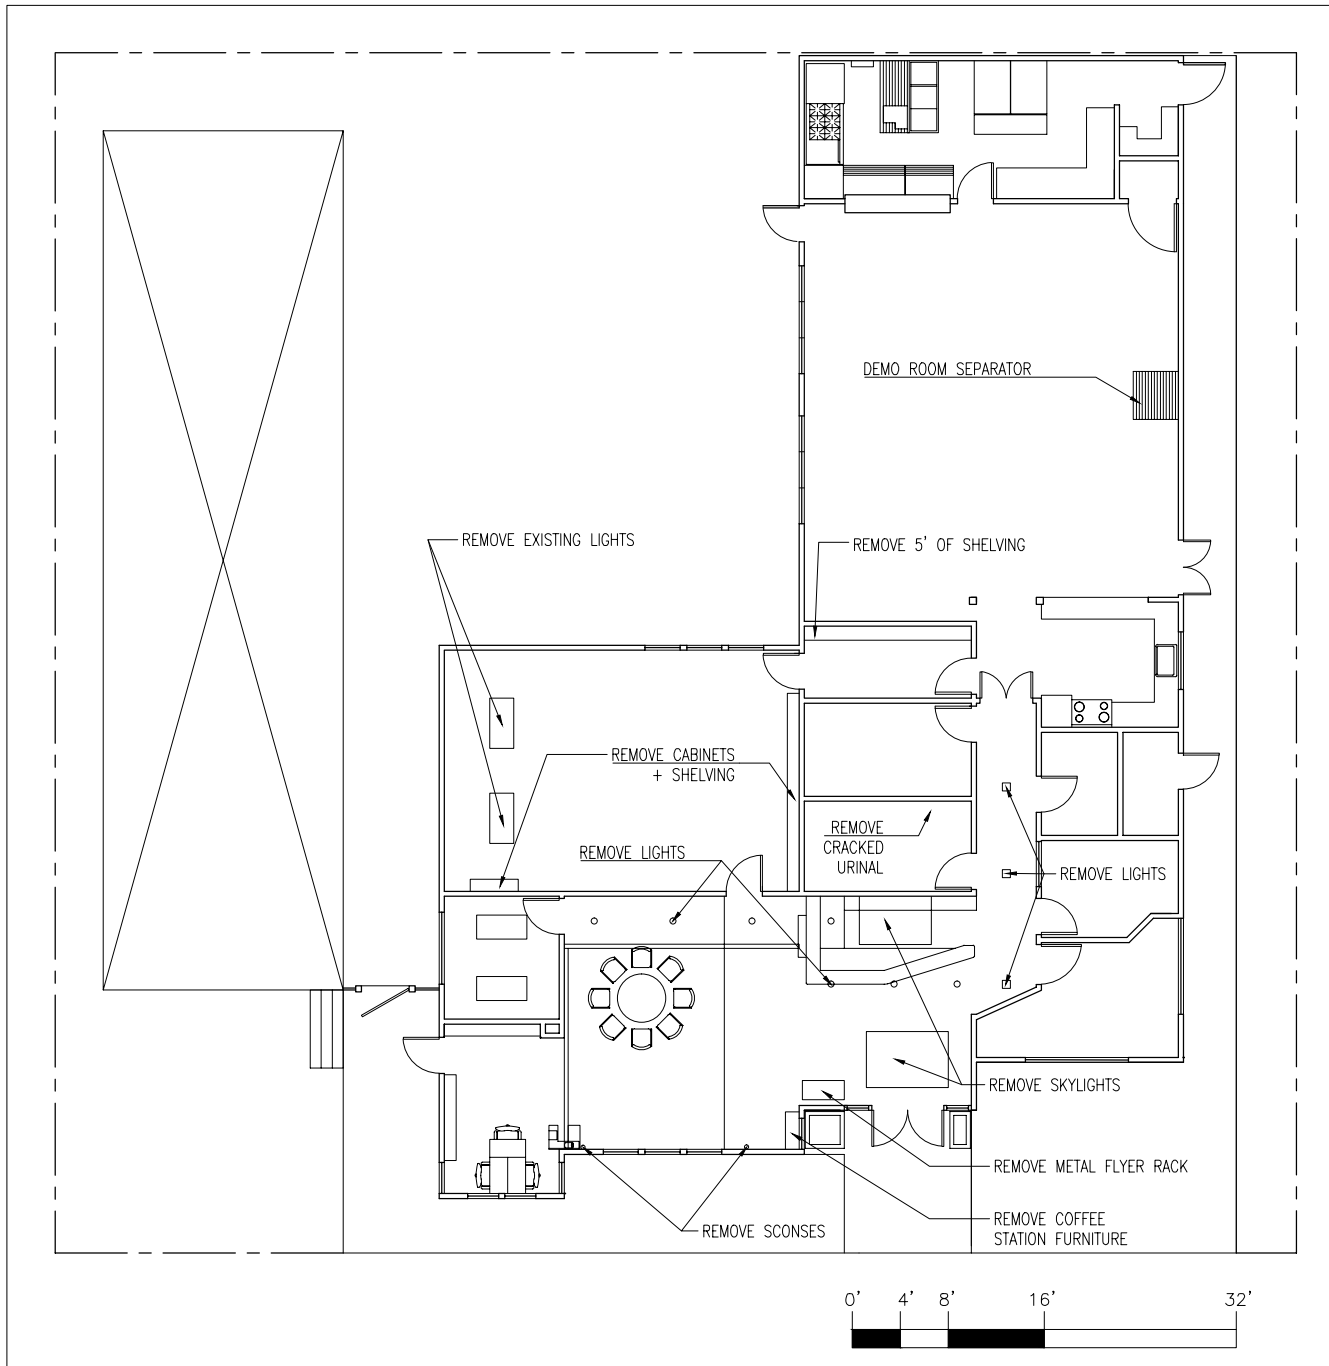 DEMO ROOM SEPARATOR
REMOVE EXISTING LIGHTS
REMOVE 5' OF SHELVING
REMOVE CABINETS
+ SHELVING
REMOVE
CRACKED
URINAL
REMOVE LIGHTS
REMOVE LIGHTS
REMOVE SKYLIGHTS
REMOVE METAL FLYER RACK
REMOVE SCONSES
REMOVE COFFEE
STATION FURNITURE
0' 4' 8' 16' 32'